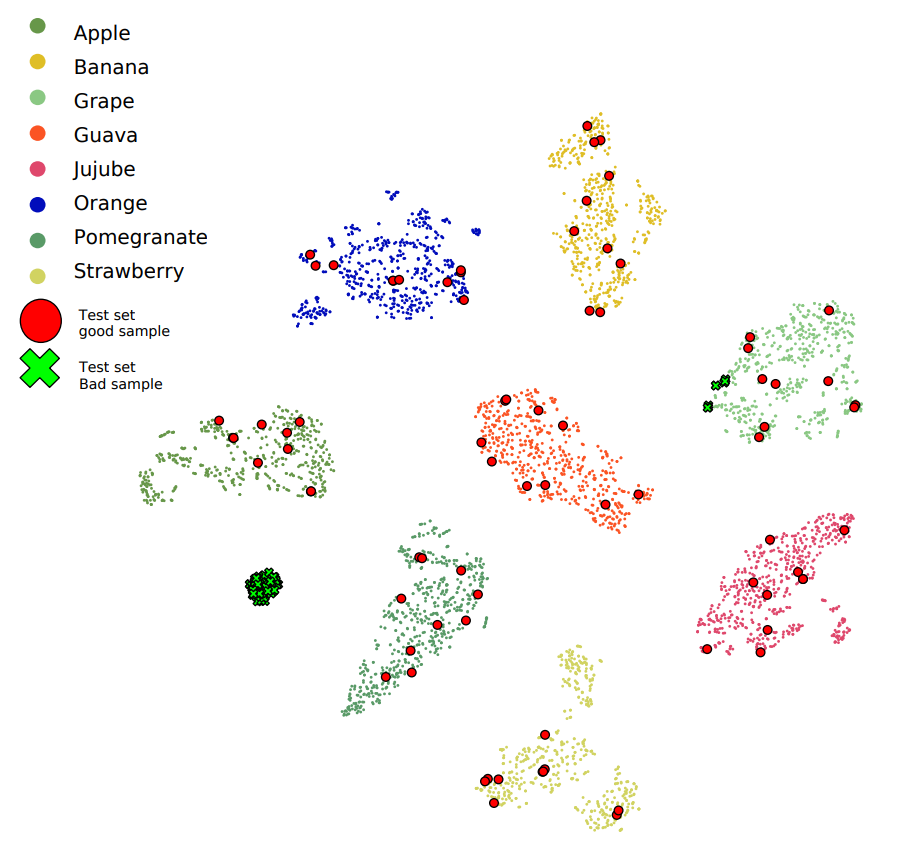 Apple
Banana
Grape
Guava
Jujube
Orange
Pomegranate
Strawberry
Test set
good sample
Test set
Bad sample